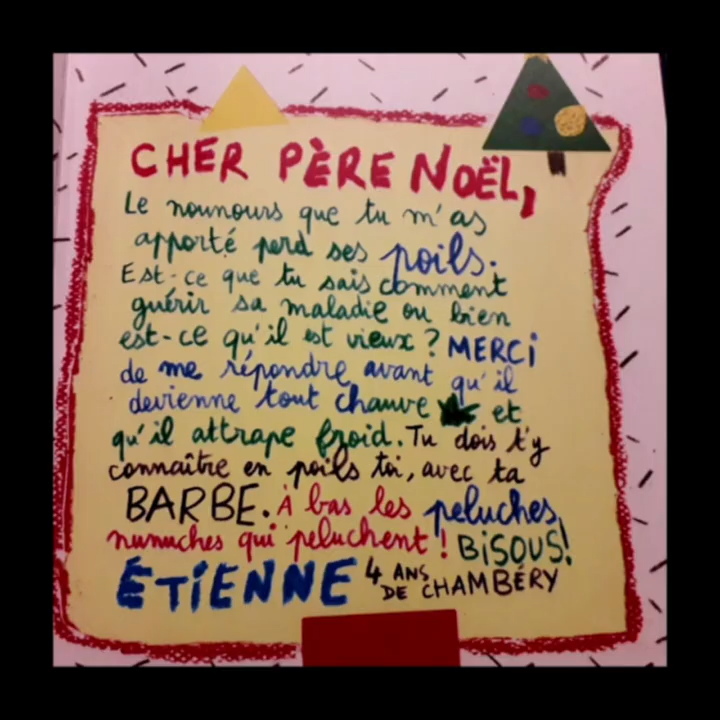 CHER PÈRE NOËL,
Le nounours que tu m'as
apporté perd ses poils.
Est-ce que tu sais comment
guérir sa maladie ou bien
est-ce qu'il est vieux ? MERCI
de me répondre avant qu'il
devienne tout chauve et
qu'il attrape froid. Tu dois t'y
connaître en poils toi, avec ta
BARBE. À bas les peluches
nunuches qui peluchent ! BISOUS!
ÉTIENNE 4 ANS
DE CHAMBÉRY